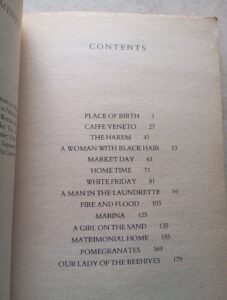 CONTENTS
PLACE OF BIRTH 1
CAFFE VENETO 27
THE HAREM 41
A WOMAN WITH BLACK HAIR 53
MARKET DAY 61
HOME TIME 71
WHITE FRIDAY 81
A MAN IN THE LAUNDRETTE 91
FIRE AND FLOOD 103
MARINA 125
A GIRL ON THE SAND 135
MATRIMONIAL HOME 155
POMEGRANATES 169
OUR LADY OF THE BEEHIVES 179